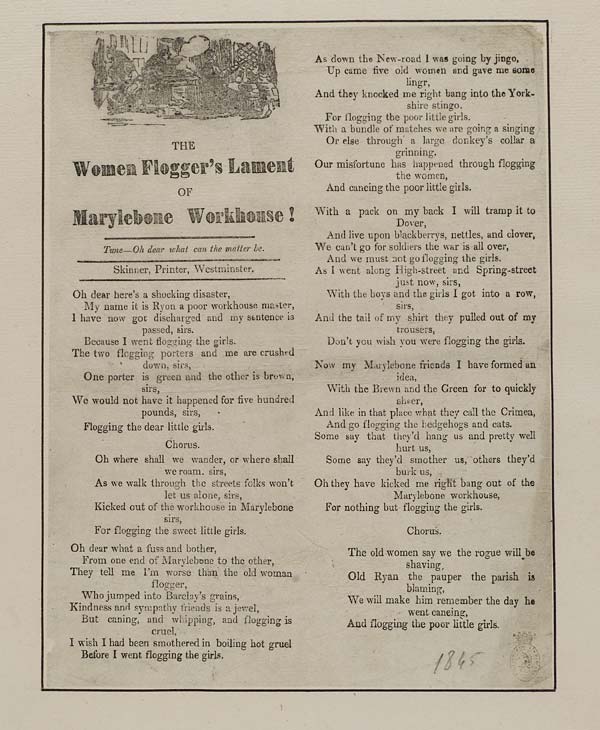 THE
Women Flogger's Lament
OF
Marylebone Workhouse!
Tune—Oh dear what can the matter be.
Skinner, Printer, Westminster.
Oh dear here's a shocking disaster,
My name it is Ryon a poor workhouse master,
I have now got discharged and my sentence is
passed, sirs.
Because I went flogging the girls.
The two flogging porters and me are crushed
down, sirs,
One porter is green and the other is brown,
sirs,
We would not have it happened for five hundred
pounds, sirs,
Flogging the dear little girls.
Chorus.
Oh where shall we wander, or where shall
we roam. sirs,
As we walk through the streets folks won't
let us alone, sirs,
Kicked out of the workhouse in Marylebone
sirs,
For flogging the sweet little girls.
Oh dear what a fuss and bother,
From one end of Marylebone to the other,
They tell me I'm worse than the old woman
flogger,
Who jumped into Barclay's grains,
Kindness and sympathy friends is a jewel,
But caning, and whipping, and flogging is
cruel,
I wish I had been smothered in boiling hot gruel
Before I went flogging the girls.
As down the New-road I was going by jingo,
Up came five old women and gave me some
lingr,
And they knocked me right bang into the York-
shire stingo.
For flogging the poor little girls.
With a bundle of matches we are going a singing
Or else through a large donkey's collar a
grinning.
Our misfortune has happened through flogging
the women,
And caneing the poor little girls.
With a pack on my back I will tramp it to
Dover,
And live upon blackberrys, nettles, and clover,
We can't go for soldiers the war is all over,
And we must not go flogging the girls.
As I went along High-street and Spring-street
just now, sirs,
With the boys and the girls I got into a row,
sirs,
And the tail of my shirt they pulled out of my
trousers,
Don't you wish you were flogging the girls.
Now my Marylebone friends I have formed an
idea,
With the Brown and the Green for to quickly
sheer,
And like in that place what they call the Crimea,
And go flogging the hedgehogs and cats.
Some say that they'd hang us and pretty well
hurt us,
Some say they'd smother us, others they'd
burk us,
Oh they have kicked me right bang out of the
Marylebone workhouse,
For nothing but flogging the girls.
Chorus.
The old women say we the rogue will be
shaving,
Old Ryan the pauper the parish is
blaming,
We will make him remember the day he
went caneing,
And flogging the poor little girls.
1845